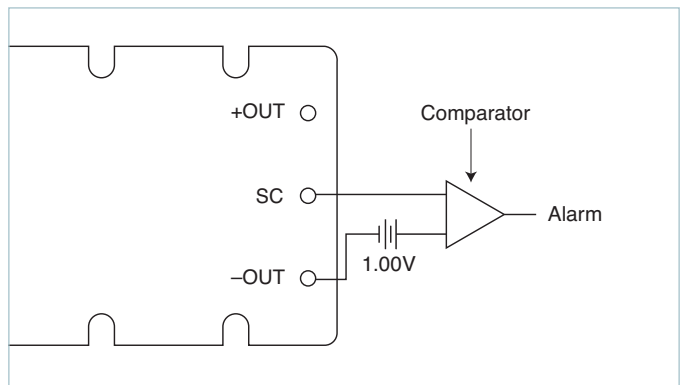 +OUT
Comparator
SC
Alarm
1.00V
–OUT